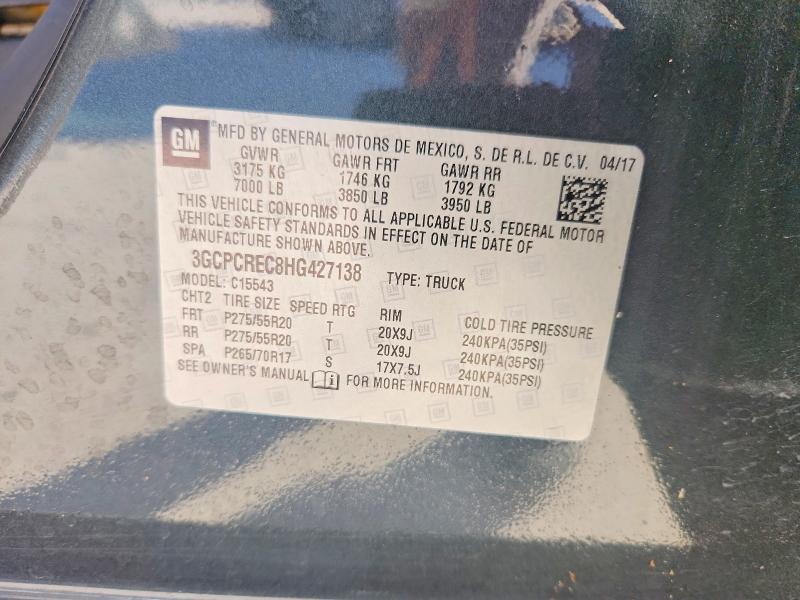 GM ® MFD BY GENERAL MOTORS DE MEXICO, S. DE R.L. DE C.V. 04/17
GVWR GAWR FRT GAWR RR
3175 KG 1746 KG 1792 KG
7000 LB 3850 LB 3950 LB
THIS VEHICLE CONFORMS TO ALL APPLICABLE U.S. FEDERAL MOTOR
VEHICLE SAFETY STANDARDS IN EFFECT ON THE DATE OF
MANUFACTURE SHOWN ABOVE.
3GCPCREC8HG427138 TYPE: TRUCK
MODEL: C15543
CHT2 TIRE SIZE SPEED RTG RIM COLD TIRE PRESSURE
FRT P275/55R20 T 20X9J 240KPA(35PSI)
RR P275/55R20 T 20X9J 240KPA(35PSI)
SPA P265/70R17 S 17X7.5J 240KPA(35PSI)
SEE OWNER'S MANUAL FOR MORE INFORMATION.